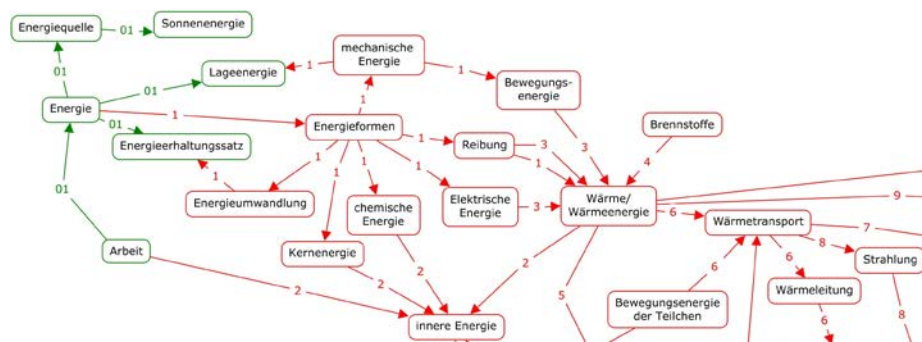 Energiequelle
01
Sonnenenergie
01
mechanische
Energie
Lageenergie
1
1
01
Bewegungs-
energie
1
Energie
1
01
Energieformen
Brennstoffe
1
3
3
4
Energieerhaltungssatz
Reibung
1
1
1
1
1
1
01
Energieumwandlung
chemische
Energie
Elektrische
Energie
3
Wärme/
Wärmeenergie
9
6
Wärmetransport
7
8
Arbeit
Kernenergie
2
2
6
6
Strahlung
2
2
5
Wärmeleitung
Bewegungsenergie
der Teilchen
innere Energie
6
8